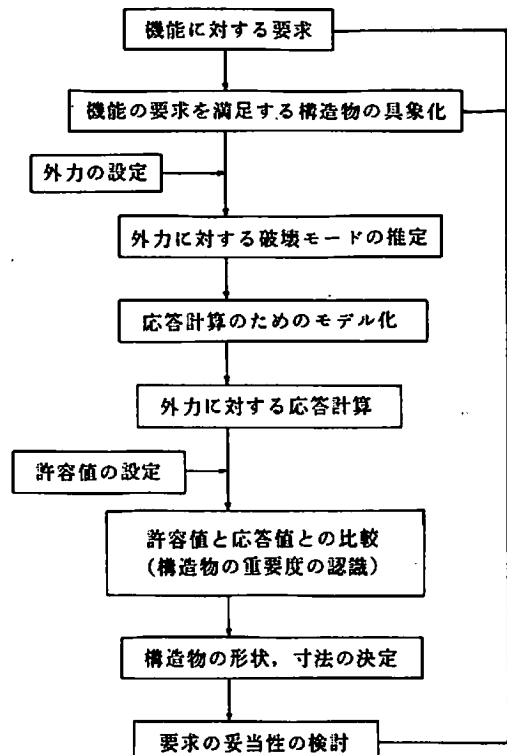 機能に対する要求
機能の要求を満足する構造物の具象化
外力の設定
外力に対する破壊モードの推定
応答計算のためのモデル化
外力に対する応答計算
許容値の設定
許容値と応答値との比較
(構造物の重要度の認識)
構造物の形状,寸法の決定
要求の妥当性の検討